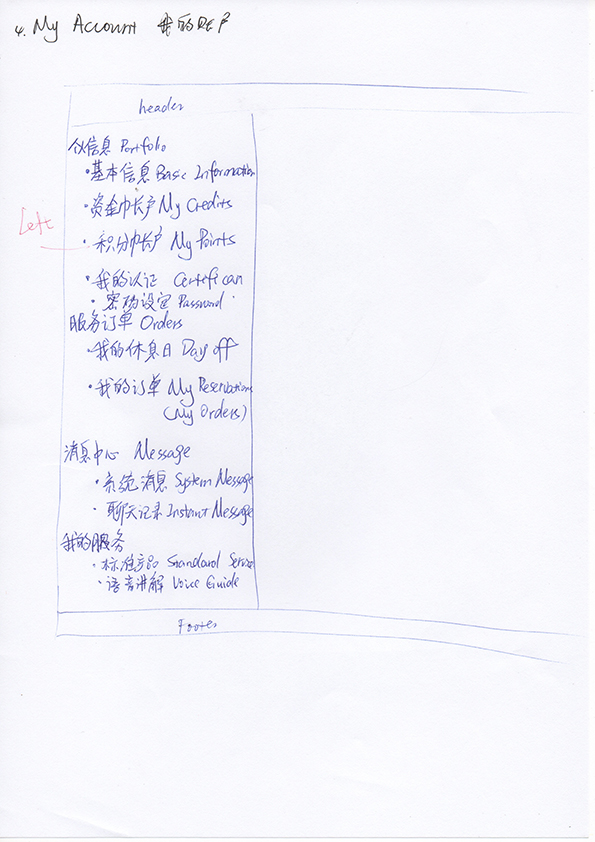 4. My Account 我的账户
header
信息 Portfolio
·基本信息 Basic Information
·资金帐户 My Credits
Left
·积分帐户 My Points
·我的认证
·密码设定 Password
服务订单 Orders
·我的休息日 Day off
·我的订单 My Reservations
(My Orders)
消息中心 Message
·系统消息 System Message
·聊天记录 Instant Message
我的服务
·标准产品 Standard Service
·语音讲解 Voice Guide
Footer